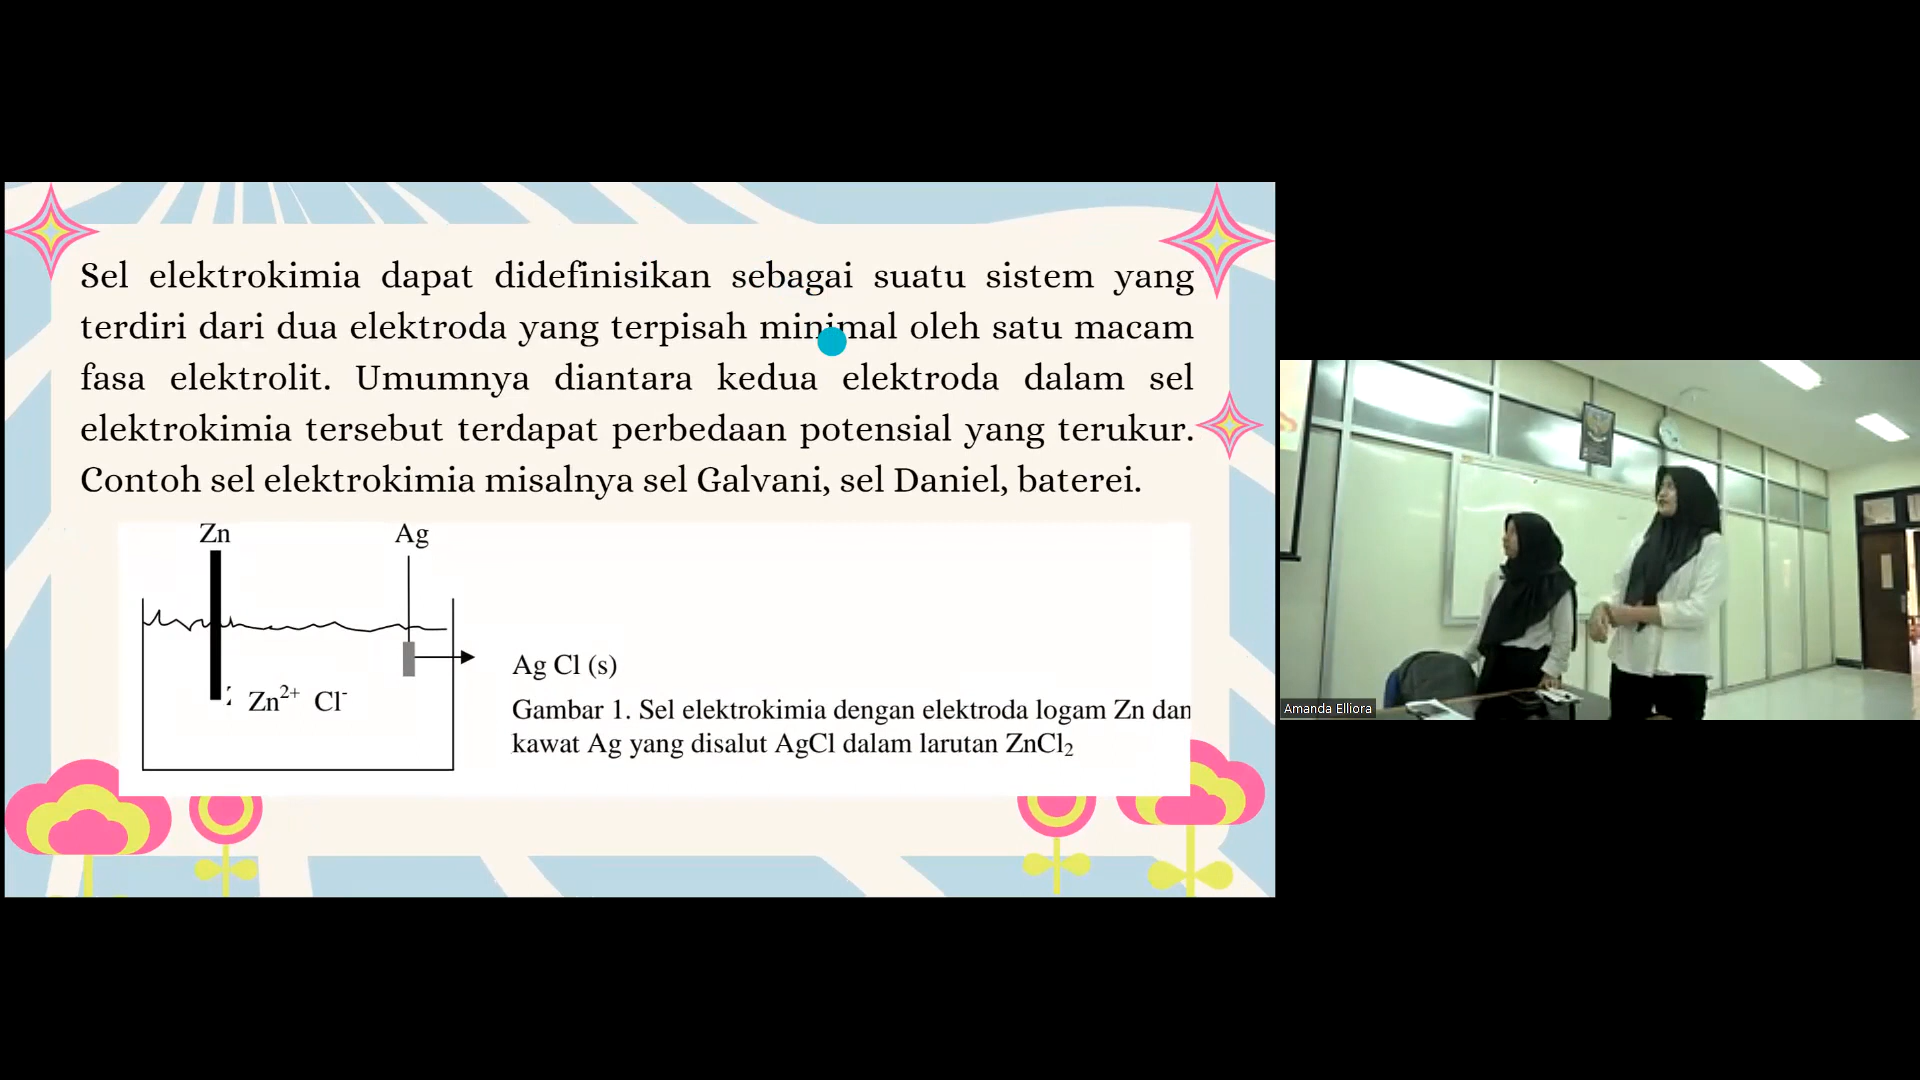 Sel elektrokimia dapat didefinisikan sebagai suatu sistem yang
terdiri dari dua elektroda yang terpisah minimal oleh satu macam
fasa elektrolit. Umumnya diantara kedua elektroda dalam sel
elektrokimia tersebut terdapat perbedaan potensial yang terukur.
Contoh sel elektrokimia misalnya sel Galvani, sel Daniel, baterei.
Zn Ag
Ag Cl (s)
Zn²⁺ Cl⁻
Gambar 1. Sel elektrokimia dengan elektroda logam Zn dan
kawat Ag yang disalut AgCl dalam larutan ZnCl₂
Amanda Elliora